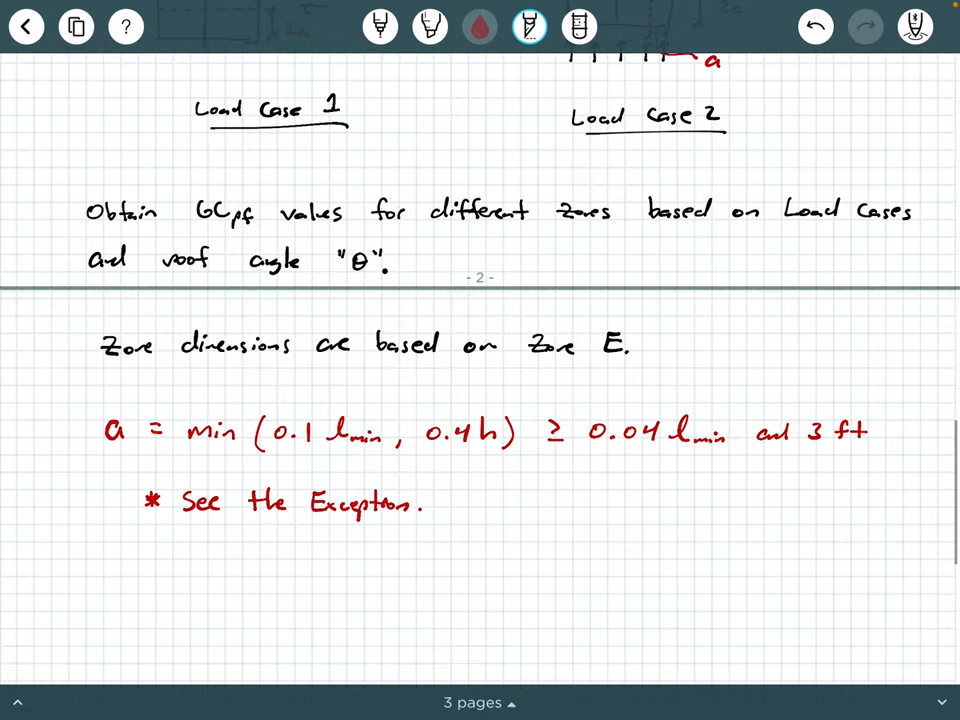 ?
a
Load Case 1
Load Case 2
Obtain GCpf values for different zones based on Load Cases
and roof angle "θ".
- 2 -
Zone dimensions are based on Zone E.
a = min (0.1 lmin, 0.4h) ≥ 0.04 lmin and 3 ft
* See the Exception.
3 pages